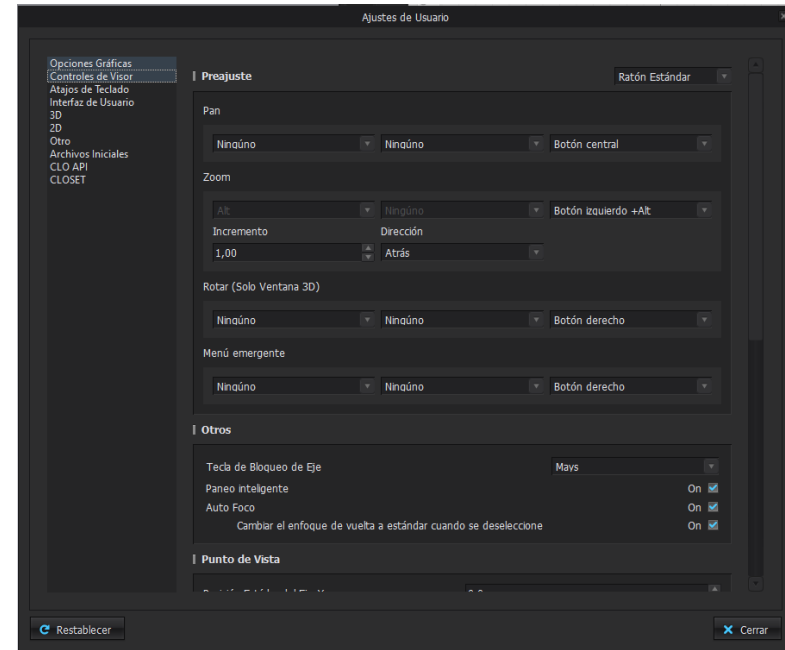 Ajustes de Usuario
Opciones Gráficas
Controles de Visor
Atajos de Teclado
Interfaz de Usuario
3D
2D
Otro
Archivos Iniciales
CLO API
CLOSET
Preajuste
Ratón Estándar
Pan
Ningúno Ningúno Botón central
Zoom
Alt Ningúno Botón izquierdo +Alt
Incremento Dirección
1,00 Atrás
Rotar (Solo Ventana 3D)
Ningúno Ningúno Botón derecho
Menú emergente
Ningúno Ningúno Botón derecho
Otros
Tecla de Bloqueo de Eje Mays
Paneo inteligente On
Auto Foco On
Cambiar el enfoque de vuelta a estándar cuando se deseleccione On
Punto de Vista
Restablecer
Cerrar